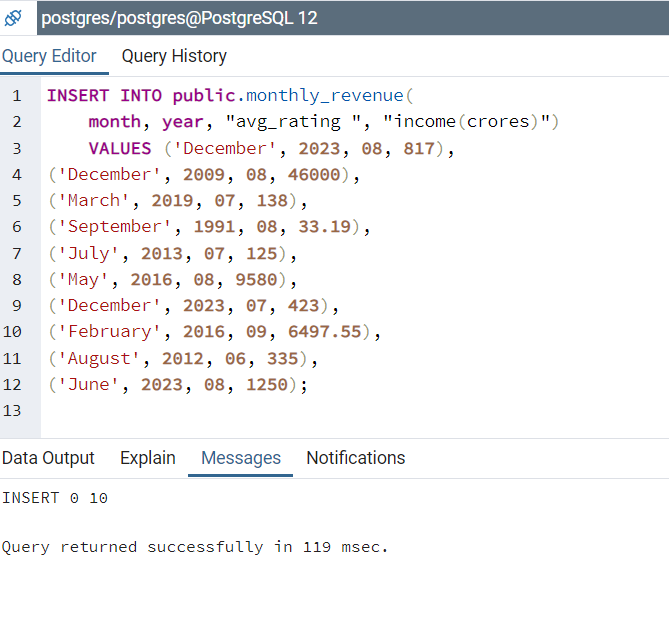 postgres/postgres@PostgreSQL 12
Query Editor Query History
1 INSERT INTO public.monthly_revenue(
2 month, year, "avg_rating ", "income(crores)")
3 VALUES ('December', 2023, 08, 817),
4 ('December', 2009, 08, 46000),
5 ('March', 2019, 07, 138),
6 ('September', 1991, 08, 33.19),
7 ('July', 2013, 07, 125),
8 ('May', 2016, 08, 9580),
9 ('December', 2023, 07, 423),
10 ('February', 2016, 09, 6497.55),
11 ('August', 2012, 06, 335),
12 ('June', 2023, 08, 1250);
13
Data Output Explain Messages Notifications
INSERT 0 10
Query returned successfully in 119 msec.